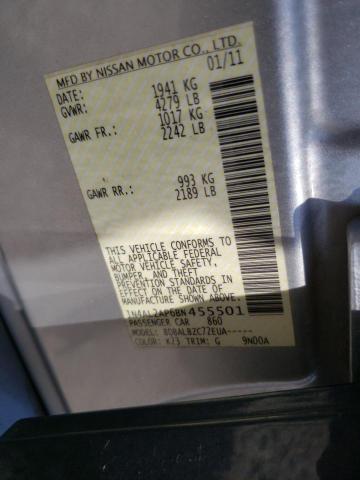 MFD BY NISSAN MOTOR CO., LTD.
DATE: 01/11
GVWR: 1941 KG
4279 LB
GAWR FR.: 1017 KG
2242 LB
GAWR RR.: 993 KG
2189 LB
THIS VEHICLE CONFORMS TO
ALL APPLICABLE FEDERAL
MOTOR VEHICLE SAFETY,
BUMPER, AND THEFT
PREVENTION STANDARDS IN
EFFECT ON THE DATE OF
MANUFACTURE SHOWN ABOVE.
1N4AL2AP6BN455501
PASSENGER CAR 860
MODEL: BDBALBZC72EUA-----
COLOR: K23 TRIM: G 9N00A